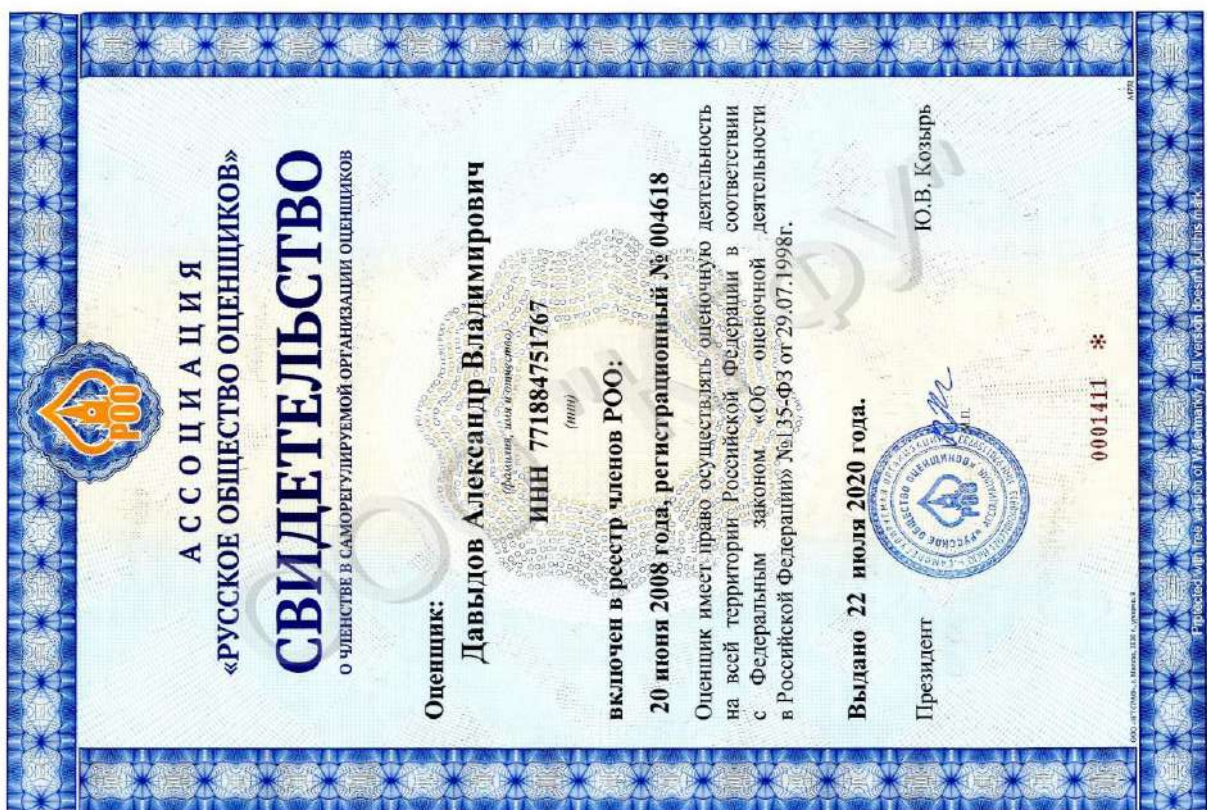 РОО
АССОЦИАЦИЯ
«РУССКОЕ ОБЩЕСТВО ОЦЕНЩИКОВ»
СВИДЕТЕЛЬСТВО
О ЧЛЕНСТВЕ В САМОРЕГУЛИРУЕМОЙ ОРГАНИЗАЦИИ ОЦЕНЩИКОВ
Оценщик:
Давыдов Александр Владимирович
(фамилия, имя и отчество)
ИНН 771884751767
(инн)
включен в реестр членов РОО:
20 июня 2008 года, регистрационный № 004618
Оценщик имеет право осуществлять оценочную деятельность
на всей территории Российской Федерации в соответствии
с Федеральным законом «Об оценочной деятельности
в Российской Федерации» №135-ФЗ от 29.07.1998г.
Выдано 22 июля 2020 года.
Президент Ю.В. Козырь
М.П.
0001411 *
Protected with free version of Watermarkly. Full version doesn't put this mark.